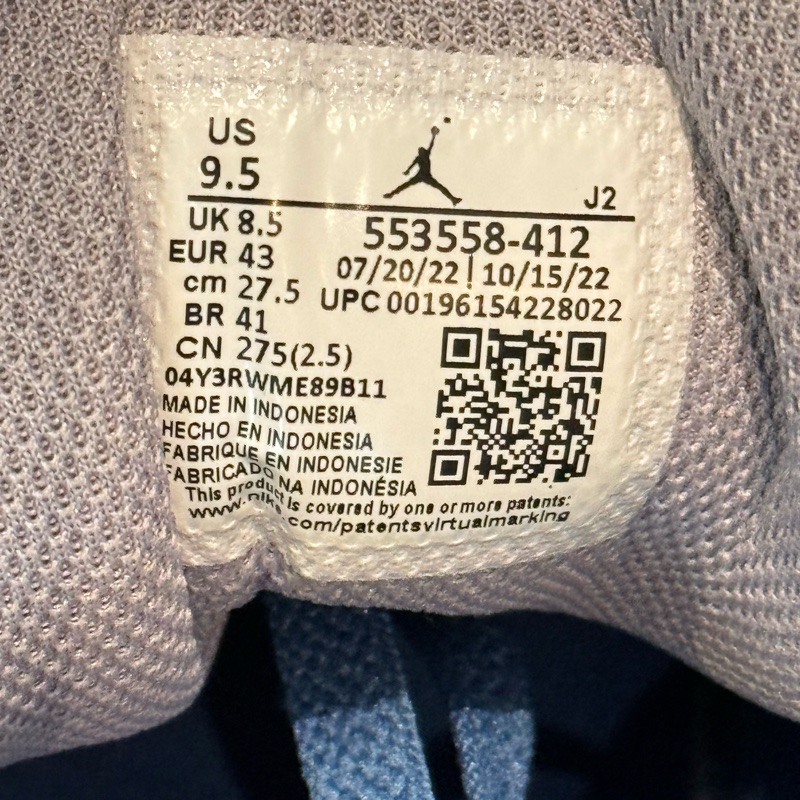 US
9.5
J2
UK 8.5
EUR 43
cm 27.5
BR 41
CN 275(2.5)
553558-412
07/20/22 | 10/15/22
UPC 00196154228022
04Y3RWME89B11
MADE IN INDONESIA
HECHO EN INDONESIA
FABRIQUE EN INDONESIE
FABRICADO NA INDONÉSIA
This product is covered by one or more patents:
www.nike.com/patentsvirtualmarking